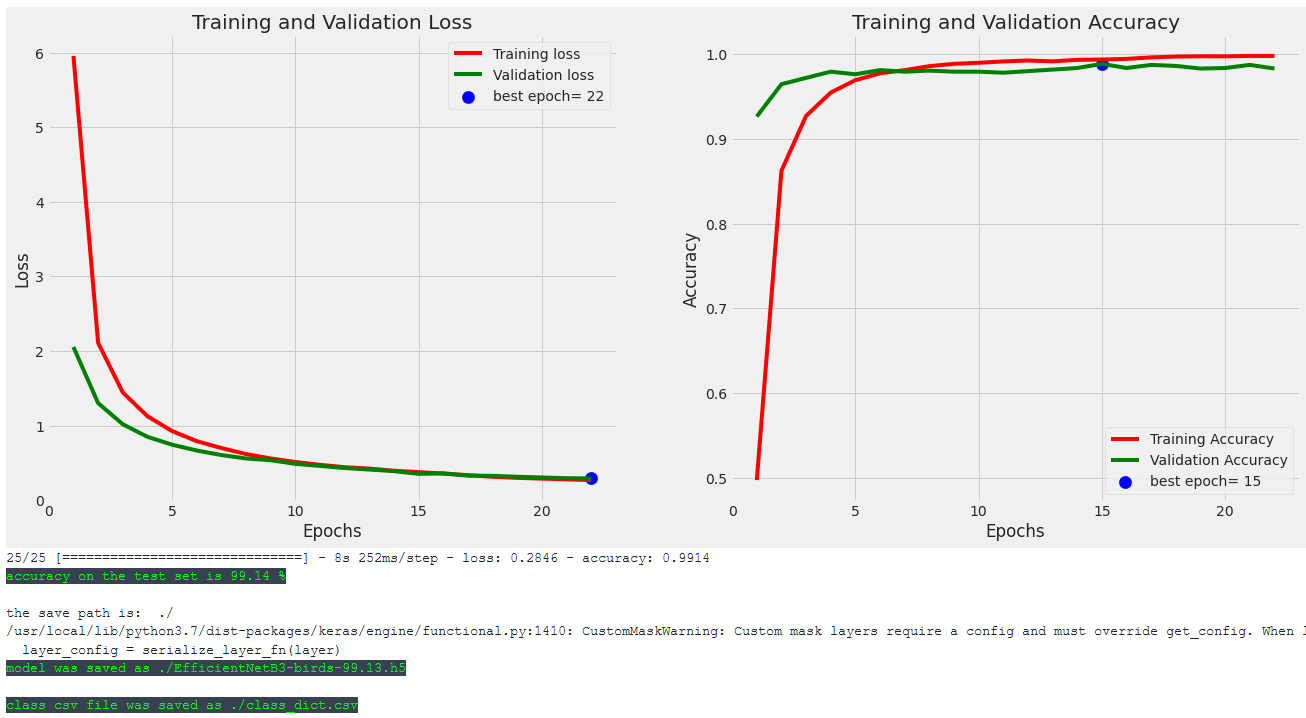 Training and Validation Loss
6
5
4
3
2
1
0
Loss
0 5 10 15 20
Epochs
Training loss
Validation loss
best epoch= 22
Training and Validation Accuracy
1.0
0.9
0.8
0.7
0.6
0.5
Accuracy
0 5 10 15 20
Epochs
Training Accuracy
Validation Accuracy
best epoch= 15
25/25 [==============================] - 8s 252ms/step - loss: 0.2846 - accuracy: 0.9914
accuracy on the test set is 99.14 %
the save path is:  ./
/usr/local/lib/python3.7/dist-packages/keras/engine/functional.py:1410: CustomMaskWarning: Custom mask layers require a config and must override get_config. When
  layer_config = serialize_layer_fn(layer)
model was saved as ./EfficientNetB3-birds-99.13.h5
class csv file was saved as ./class_dict.csv